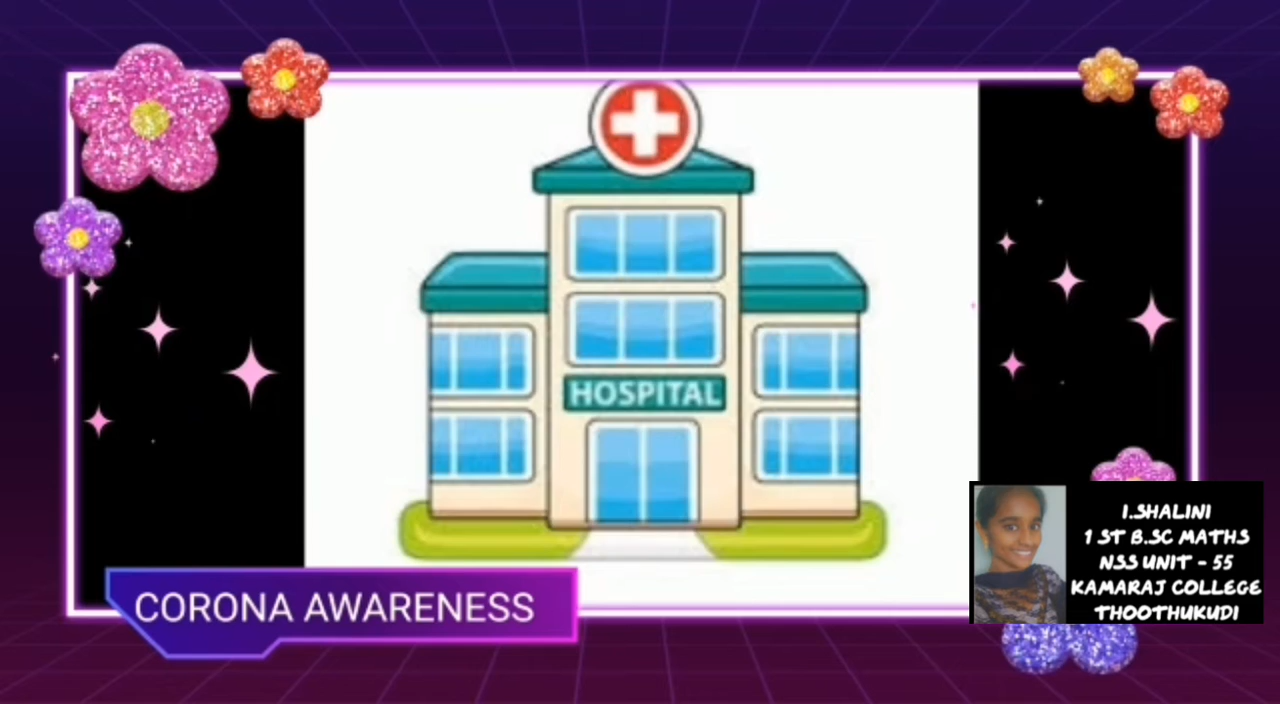 HOSPITAL
CORONA AWARENESS
I.SHALINI
1 ST B.SC MATHS
NSS UNIT - 55
KAMARAJ COLLEGE
THOOTHUKUDI